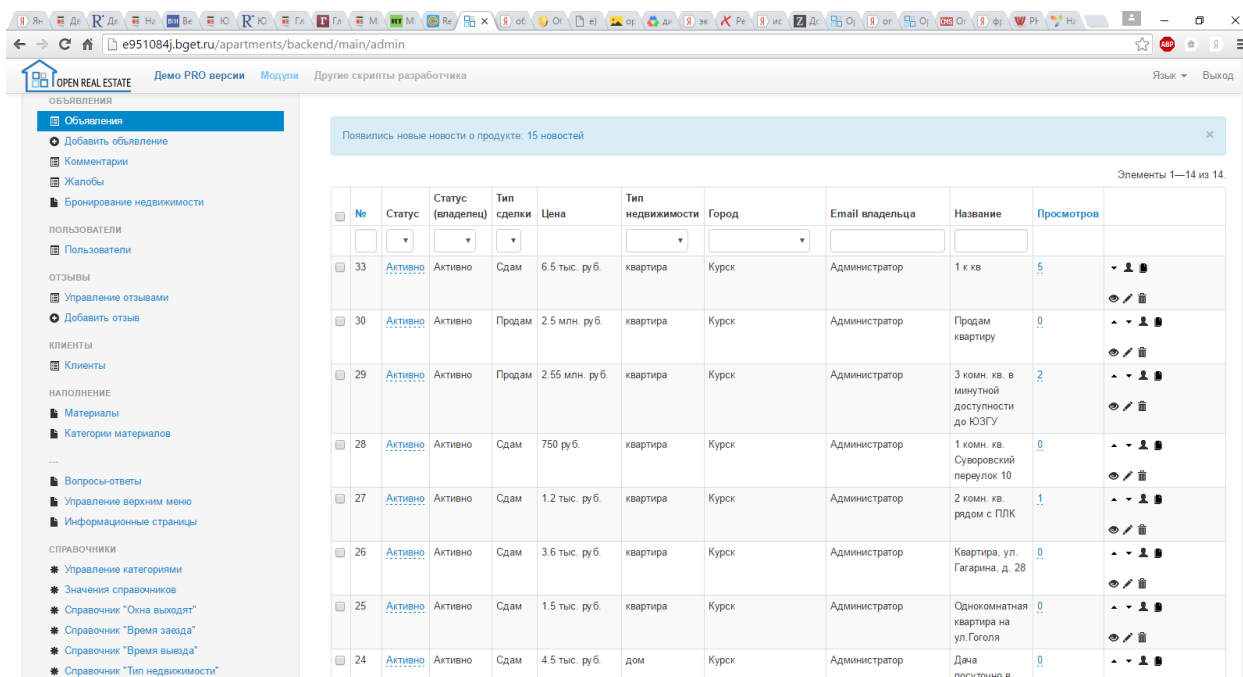 e951084j.bget.ru/apartments/backend/main/admin
ABP
OPEN REAL ESTATE Демо PRO версии Модули Другие скрипты разработчика Язык Выход
ОБЪЯВЛЕНИЯ
Объявления
Добавить объявление
Комментарии
Жалобы
Бронирование недвижимости
ПОЛЬЗОВАТЕЛИ
Пользователи
ОТЗЫВЫ
Управление отзывами
Добавить отзыв
КЛИЕНТЫ
Клиенты
НАПОЛНЕНИЕ
Материалы
Категории материалов
---
Вопросы-ответы
Управление верхним меню
Информационные страницы
СПРАВОЧНИКИ
Управление категориями
Значения справочников
Справочник "Окна выходят"
Справочник "Время заезда"
Справочник "Время выезда"
Справочник "Тип недвижимости"
Появились новые новости о продукте: 15 новостей ×
Элементы 1—14 из 14.
№ Статус Статус (владелец) Тип сделки Цена Тип недвижимости Город Email владельца Название Просмотров
33 Активно Активно Сдам 6.5 тыс. руб. квартира Курск Администратор 1 к кв 5
30 Активно Активно Продам 2.5 млн. руб. квартира Курск Администратор Продам 0
квартиру
29 Активно Активно Продам 2.55 млн. руб. квартира Курск Администратор 3 комн. кв. в 2
минутной
доступности
до ЮЗГУ
28 Активно Активно Сдам 750 руб. квартира Курск Администратор 1 комн. кв. 0
Суворовский
переулок 10
27 Активно Активно Сдам 1.2 тыс. руб. квартира Курск Администратор 2 комн. кв. 1
рядом с ПЛК
26 Активно Активно Сдам 3.6 тыс. руб. квартира Курск Администратор Квартира, ул. 0
Гагарина, д. 28
25 Активно Активно Сдам 1.5 тыс. руб. квартира Курск Администратор Однокомнатная 0
квартира на
ул.Гоголя
24 Активно Активно Сдам 4.5 тыс. руб. дом Курск Администратор Дача 0
посуточно в